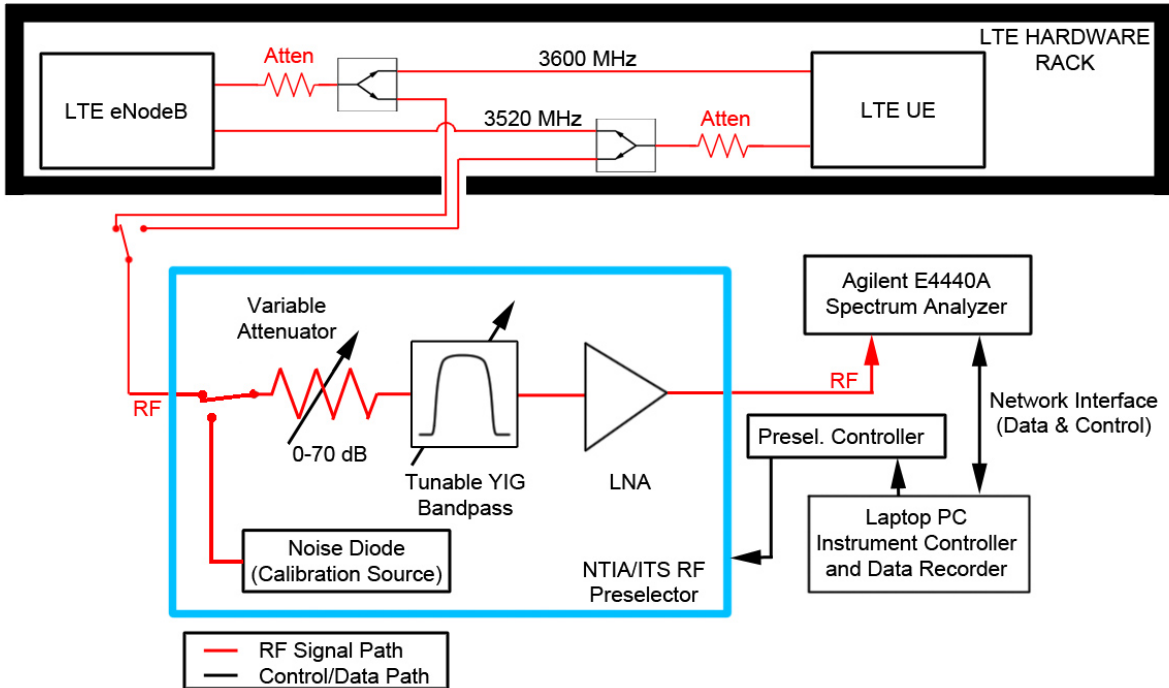 LTE HARDWARE
RACK
Atten
3600 MHz
LTE eNodeB
LTE UE
3520 MHz
Atten
Agilent E4440A
Spectrum Analyzer
Variable
Attenuator
RF
RF
0-70 dB
Tunable YIG
Bandpass
LNA
Network Interface
(Data & Control)
Presel. Controller
Noise Diode
(Calibration Source)
NTIA/ITS RF
Preselector
Laptop PC
Instrument Controller
and Data Recorder
RF Signal Path
Control/Data Path